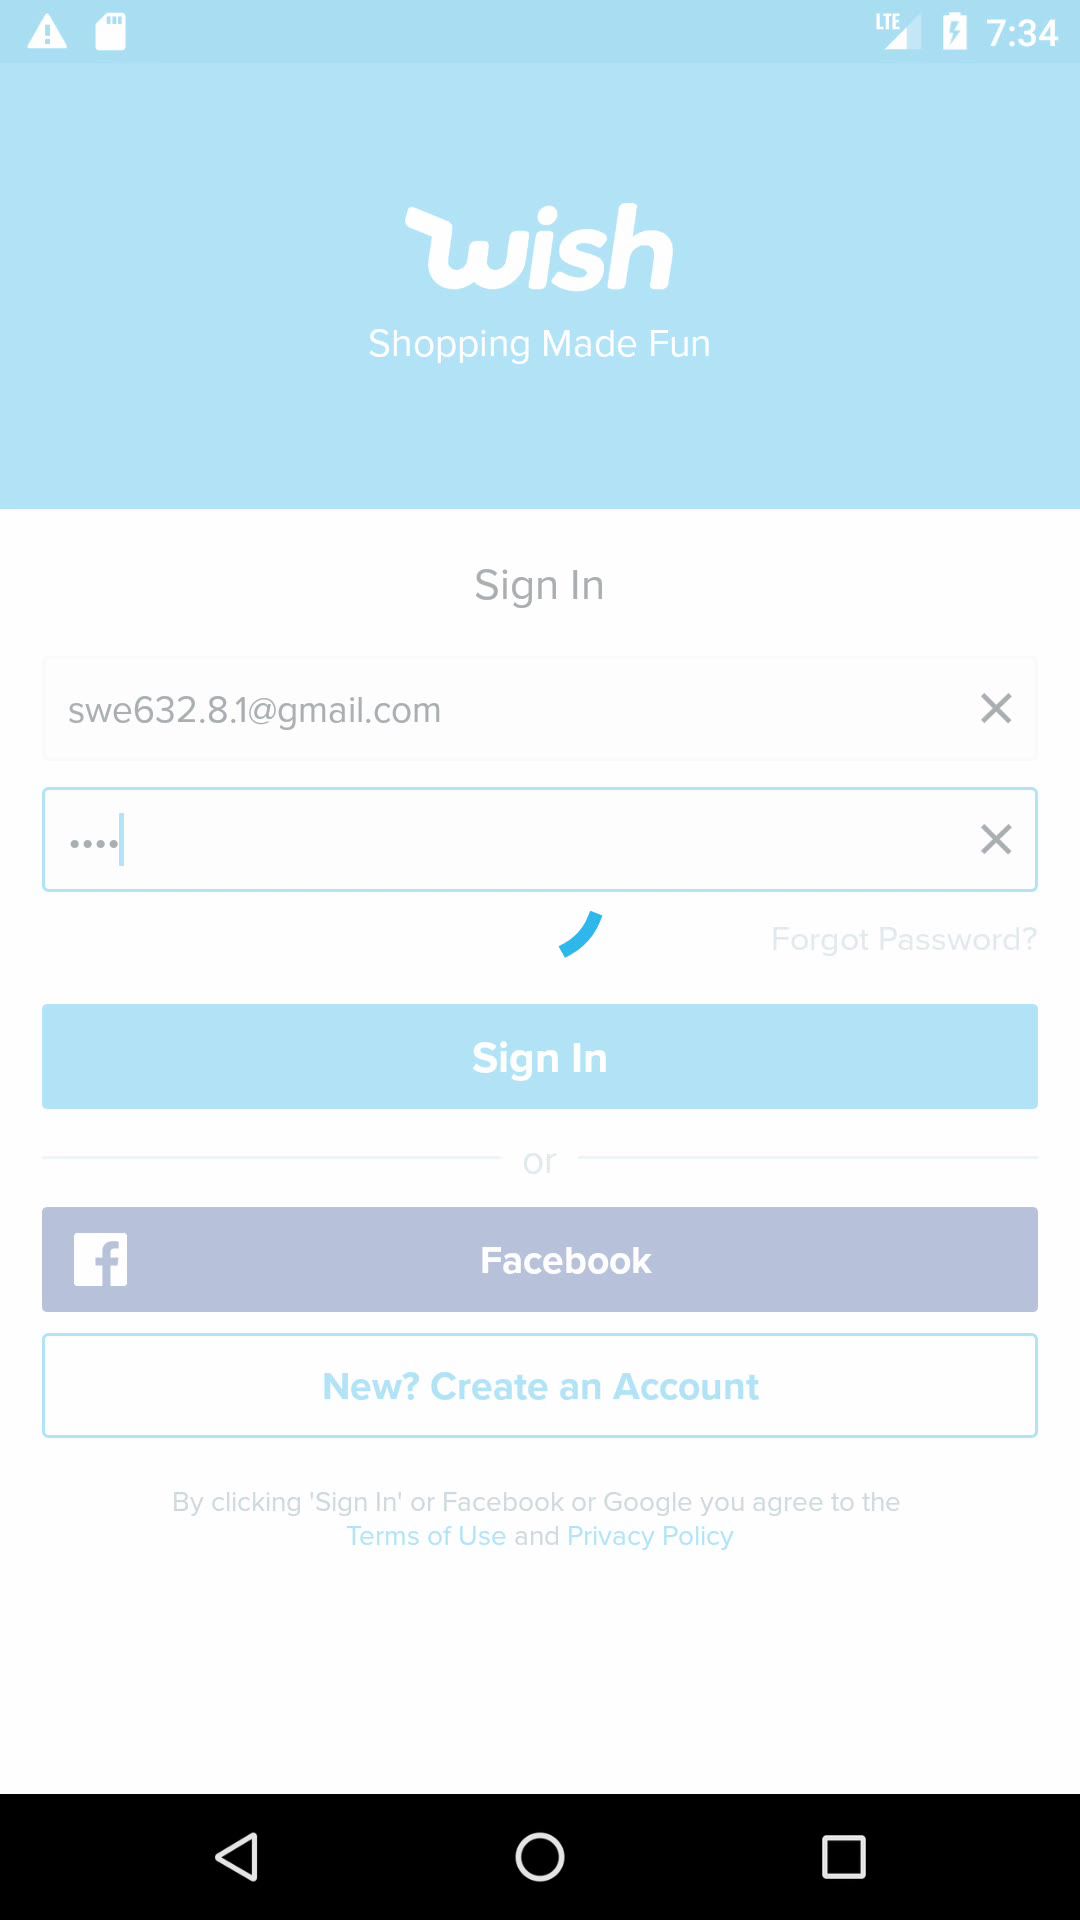 LTE 7:34
wish
Shopping Made Fun
Sign In
swe632.8.1@gmail.com
••••
Forgot Password?
Sign In
or
Facebook
New? Create an Account
By clicking 'Sign In' or Facebook or Google you agree to the
Terms of Use and Privacy Policy